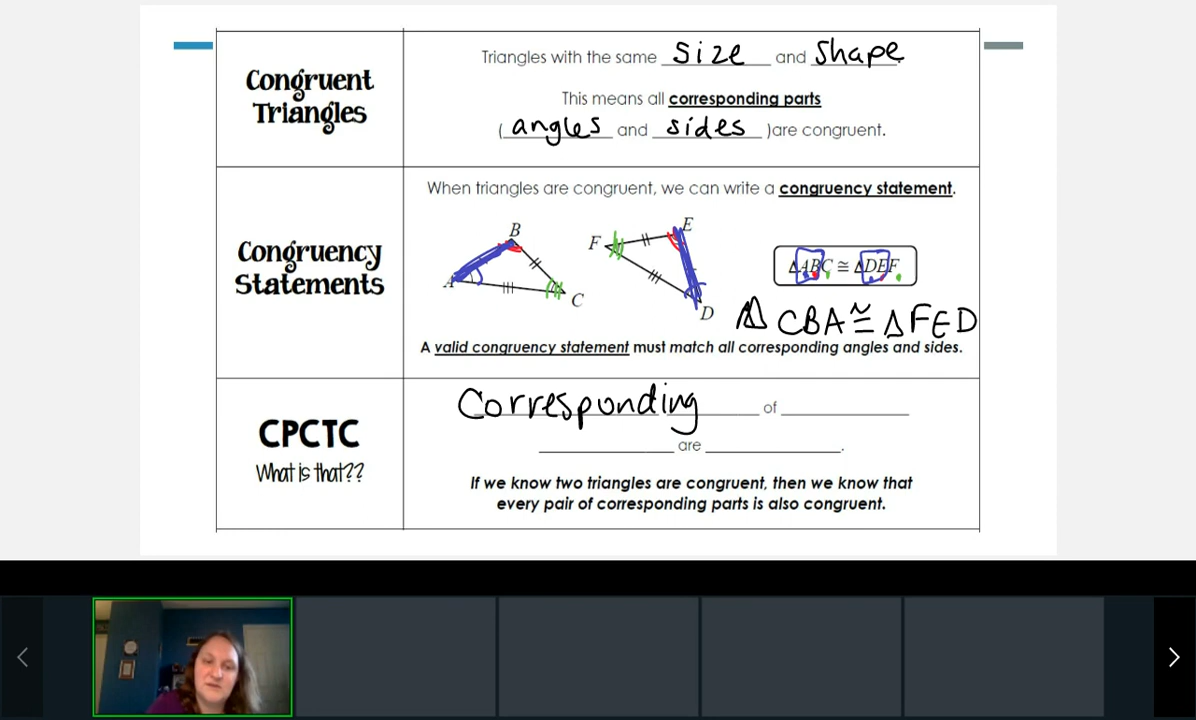 Congruent
Triangles
Triangles with the same size and shape.
This means all corresponding parts
(angles and sides)are congruent.
Congruency
Statements
When triangles are congruent, we can write a congruency statement.
B
A
C
F
E
D
ΔABC ≅ ΔDEF
Δ CBA ≅ Δ FED
A valid congruency statement must match all corresponding angles and sides.
CPCTC
What is that??
Corresponding of
are .
If we know two triangles are congruent, then we know that
every pair of corresponding parts is also congruent.